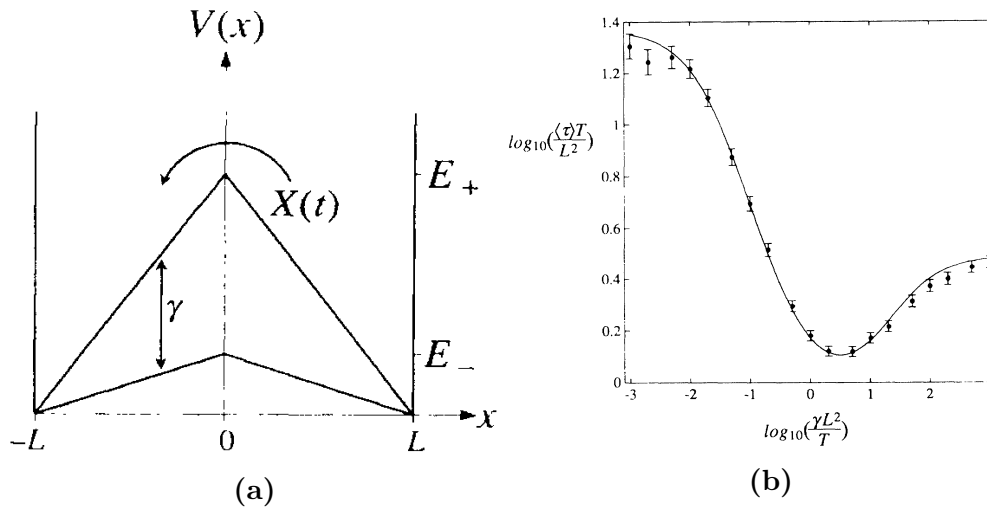 V(x)
E₊
X(t)
γ
E₋
-L
0
L
x
(a)
1.4
1.2
1
0.8
0.6
0.4
0.2
0
log₁₀(⟨τ⟩T/L²)
-3
-2
-1
0
1
2
log₁₀(γL²/T)
(b)